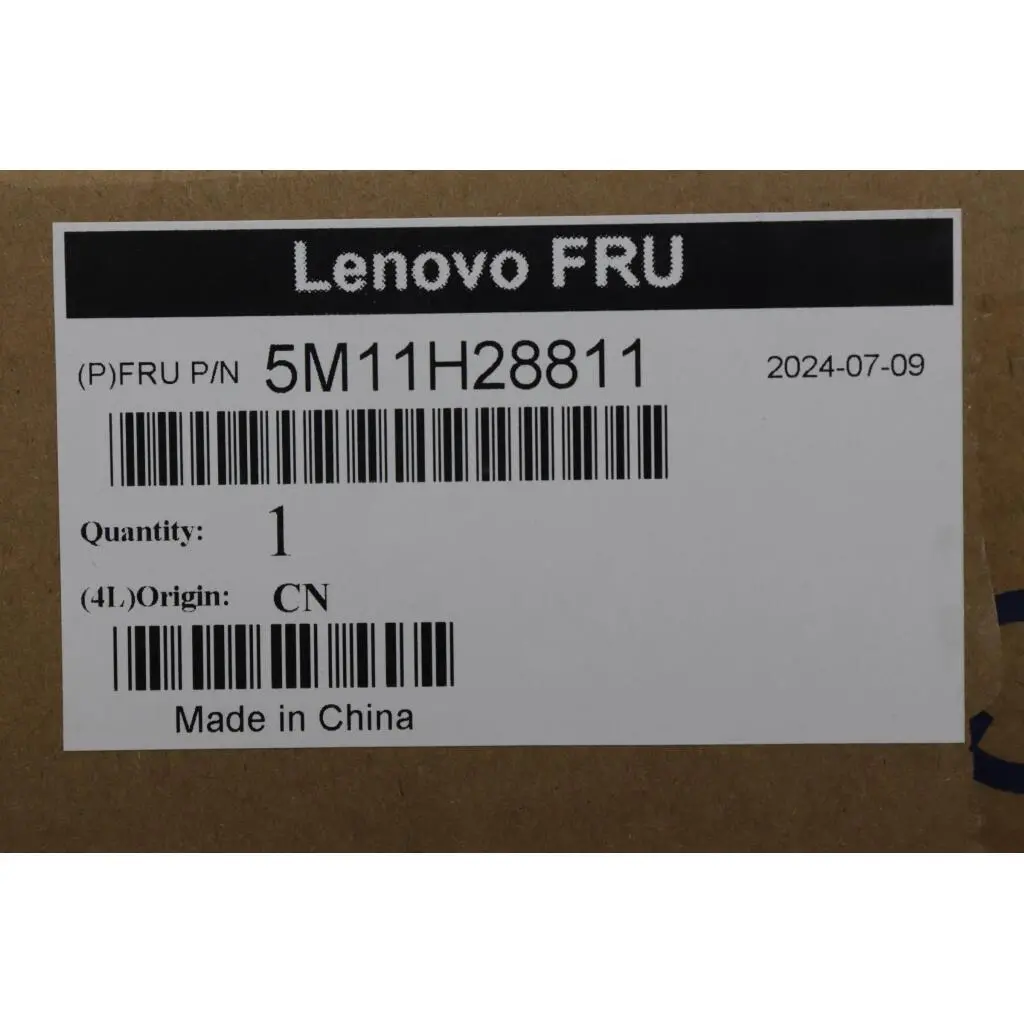 Lenovo FRU
(P)FRU P/N 5M11H28811 2024-07-09
Quantity: 1
(4L)Origin: CN
Made in China